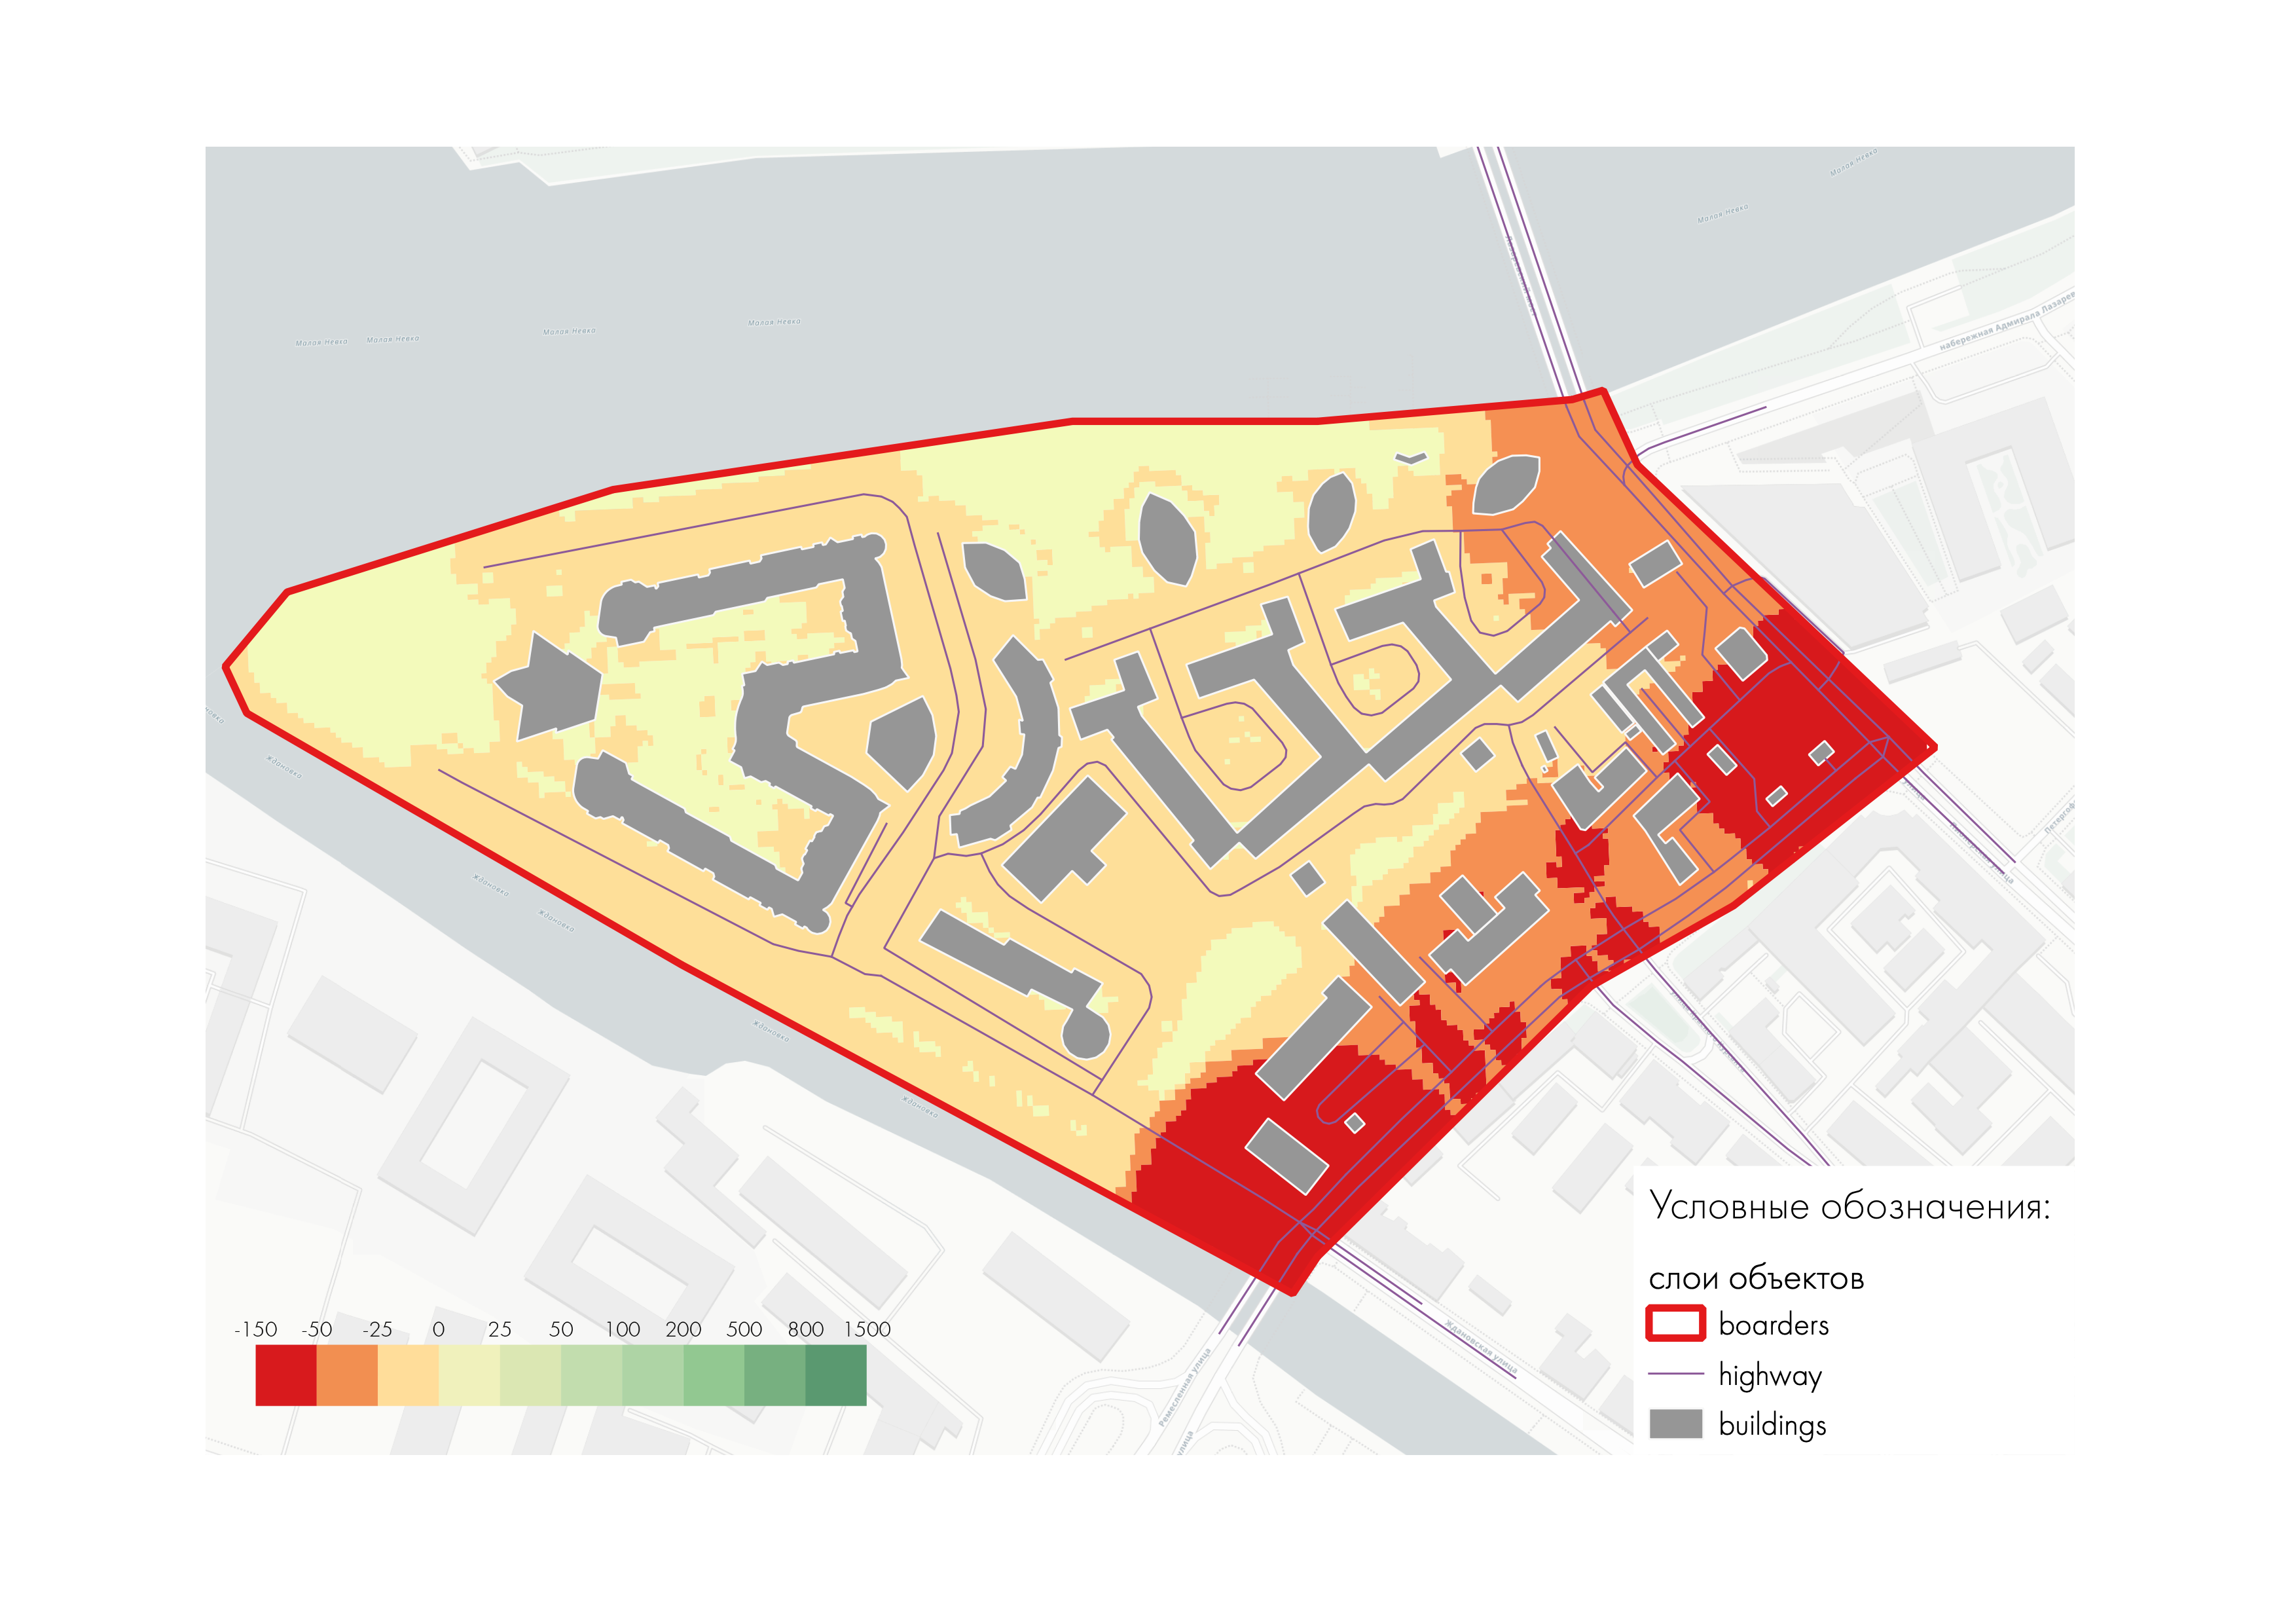 Малая Невка
Малая Невка
Малая Невка
Малая Невка
Малая Невка
Малая Невка
набережная Адмирала Лазарев
Ждановка
Ждановка
Ждановка
Ждановка
Ждановка
Ждановская улица
Ремесленная улица
улица
Условные обозначения:
слои объектов
boarders
highway
buildings
-150 -50 -25 0 25 50 100 200 500 800 1500